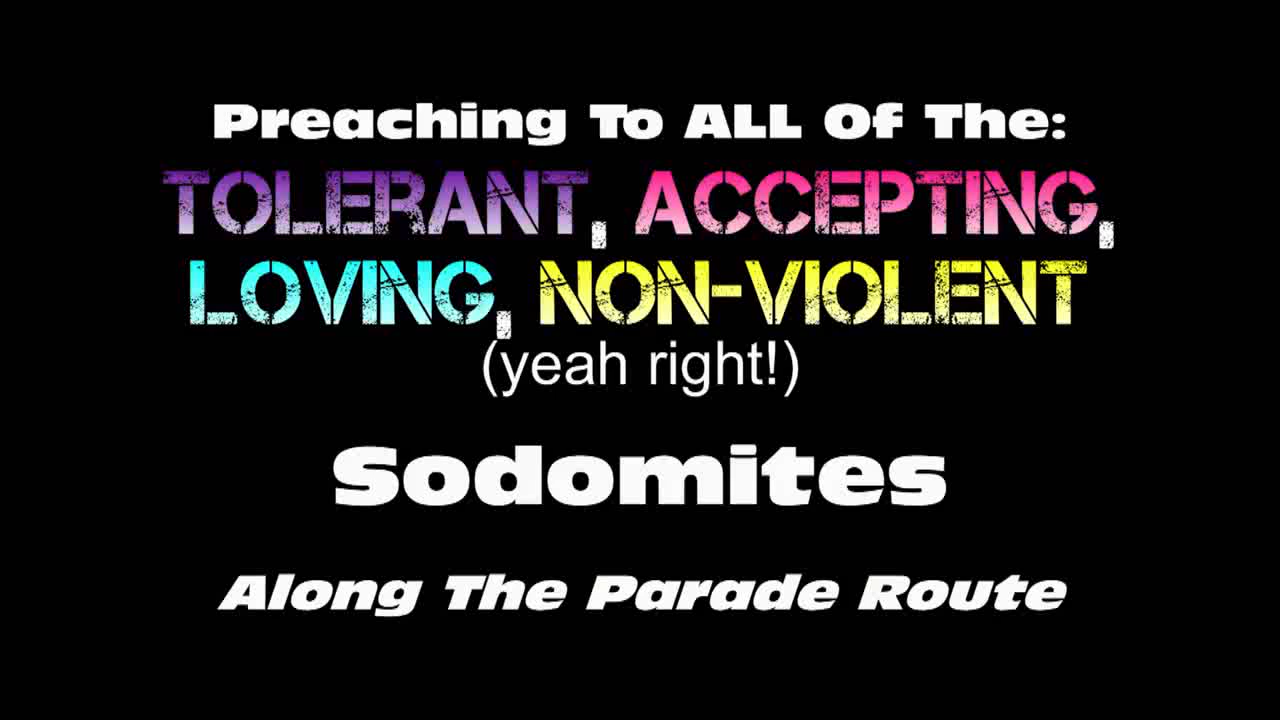 Preaching To ALL Of The:
TOLERANT, ACCEPTING,
LOVING, NON-VIOLENT
(yeah right!)
Sodomites
Along The Parade Route